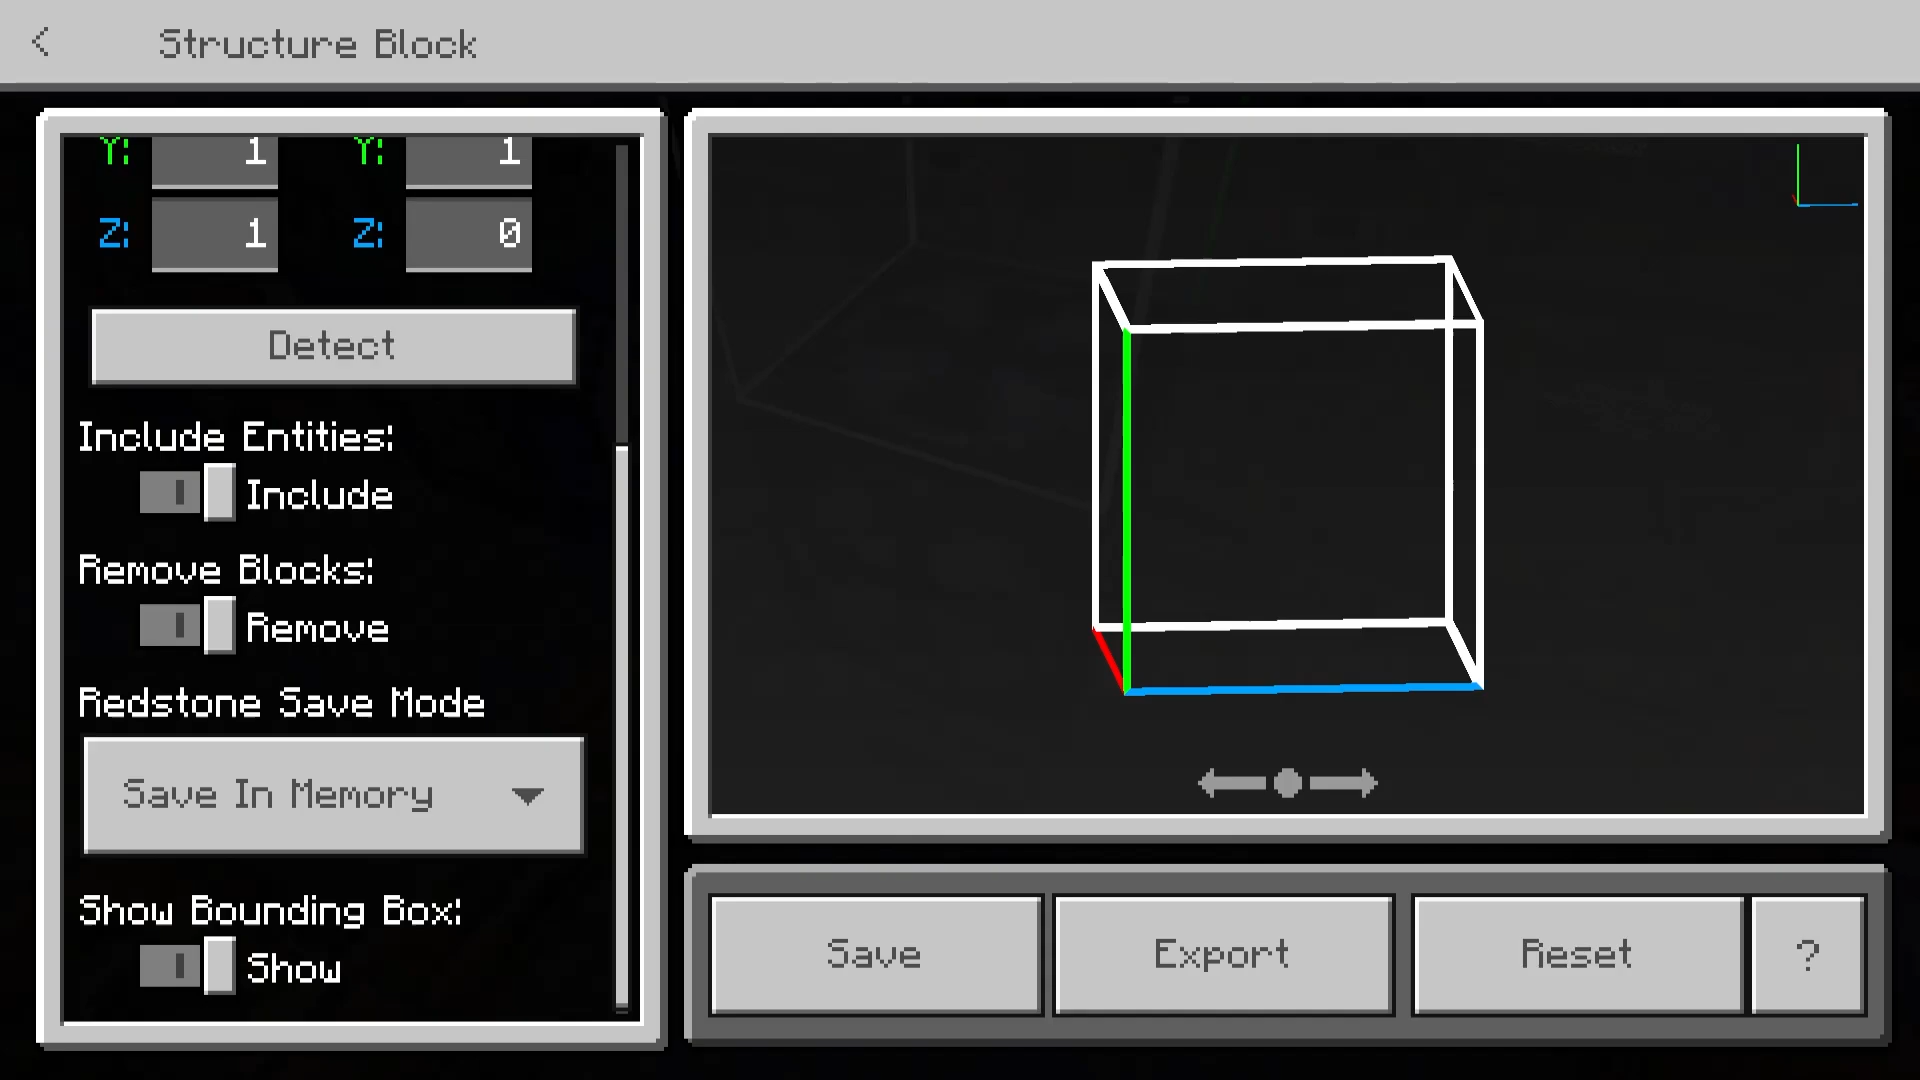 Structure Block
Y: 1 Y: 1
Z: 1 Z: 0
Detect
Include Entities:
Include
Remove Blocks:
Remove
Redstone Save Mode
Save In Memory
Show Bounding Box:
Show
Save Export Reset ?